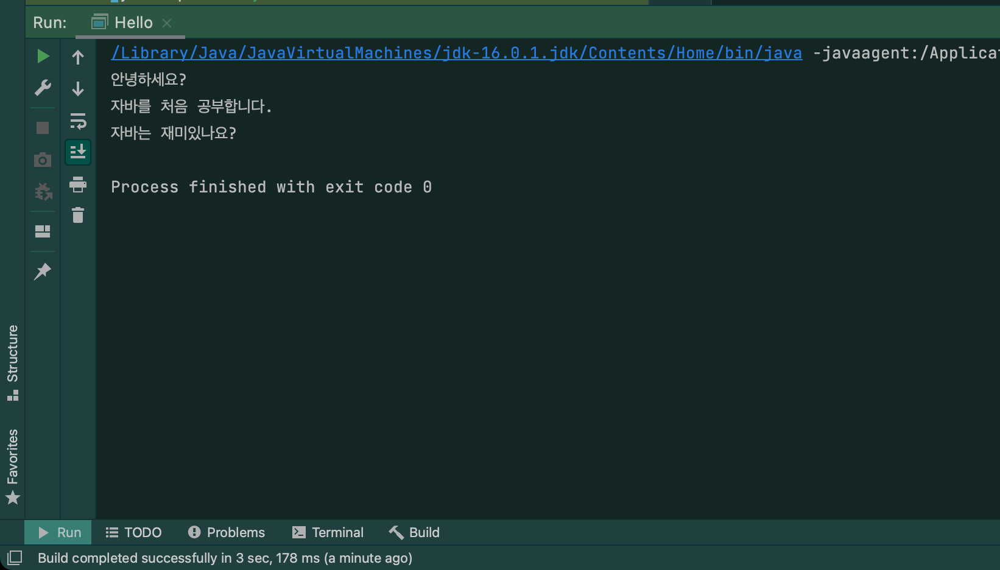 Run: Hello
/Library/Java/JavaVirtualMachines/jdk-16.0.1.jdk/Contents/Home/bin/java -javaagent:/Applicat
안녕하세요?
자바를 처음 공부합니다.
자바는 재미있나요?
Process finished with exit code 0
Structure
Favorites
Run TODO Problems Terminal Build
Build completed successfully in 3 sec, 178 ms (a minute ago)